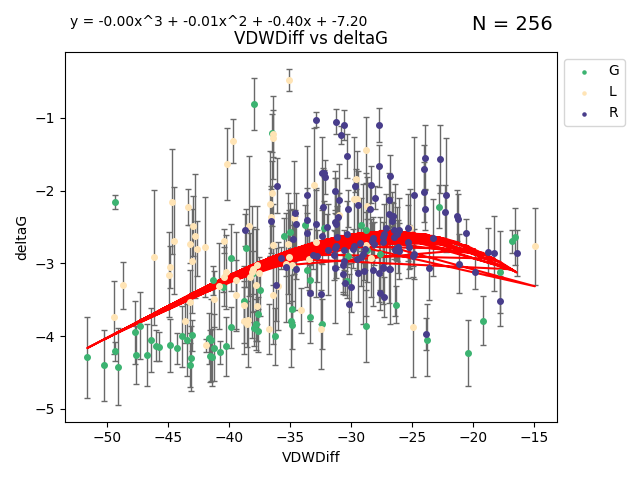 y = -0.00x^3 + -0.01x^2 + -0.40x + -7.20
N = 256
VDWDiff vs deltaG
G
L
R
−1
−2
−3
−4
−5
deltaG
−50 −45 −40 −35 −30 −25 −20 −15
VDWDiff